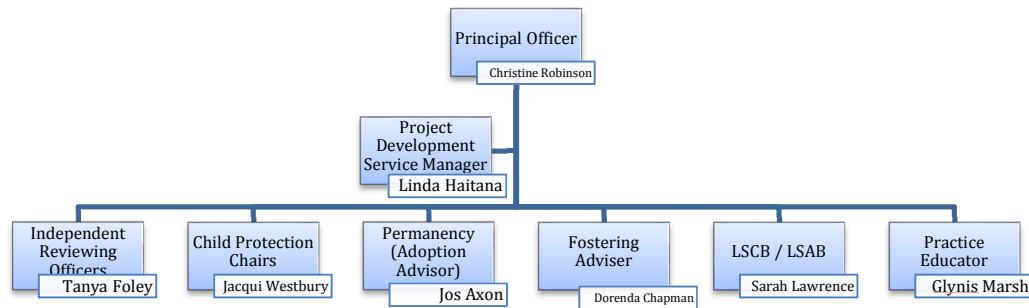 Principal Officer
Christine Robinson
Project
Development
Service Manager
Linda Haitana
Independent
Reviewing
Officers
Tanya Foley
Child Protection
Chairs
Jacqui Westbury
Permanency
(Adoption
Advisor)
Jos Axon
Fostering
Adviser
Dorenda Chapman
LSCB / LSAB
Sarah Lawrence
Practice
Educator
Glynis Marsh